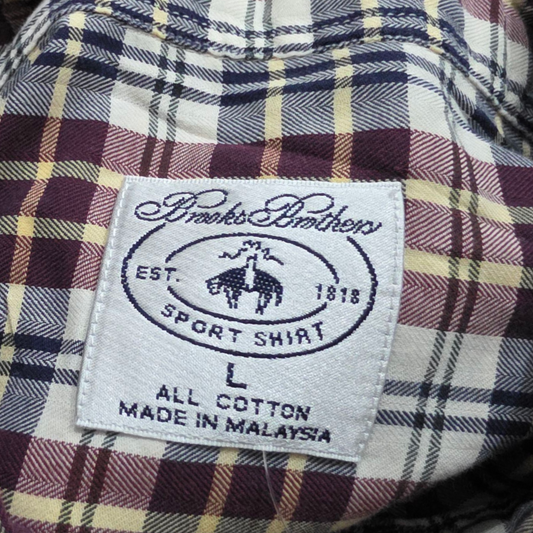 Brooks Brothers
EST. 1818
SPORT SHIRT
L
ALL COTTON
MADE IN MALAYSIA